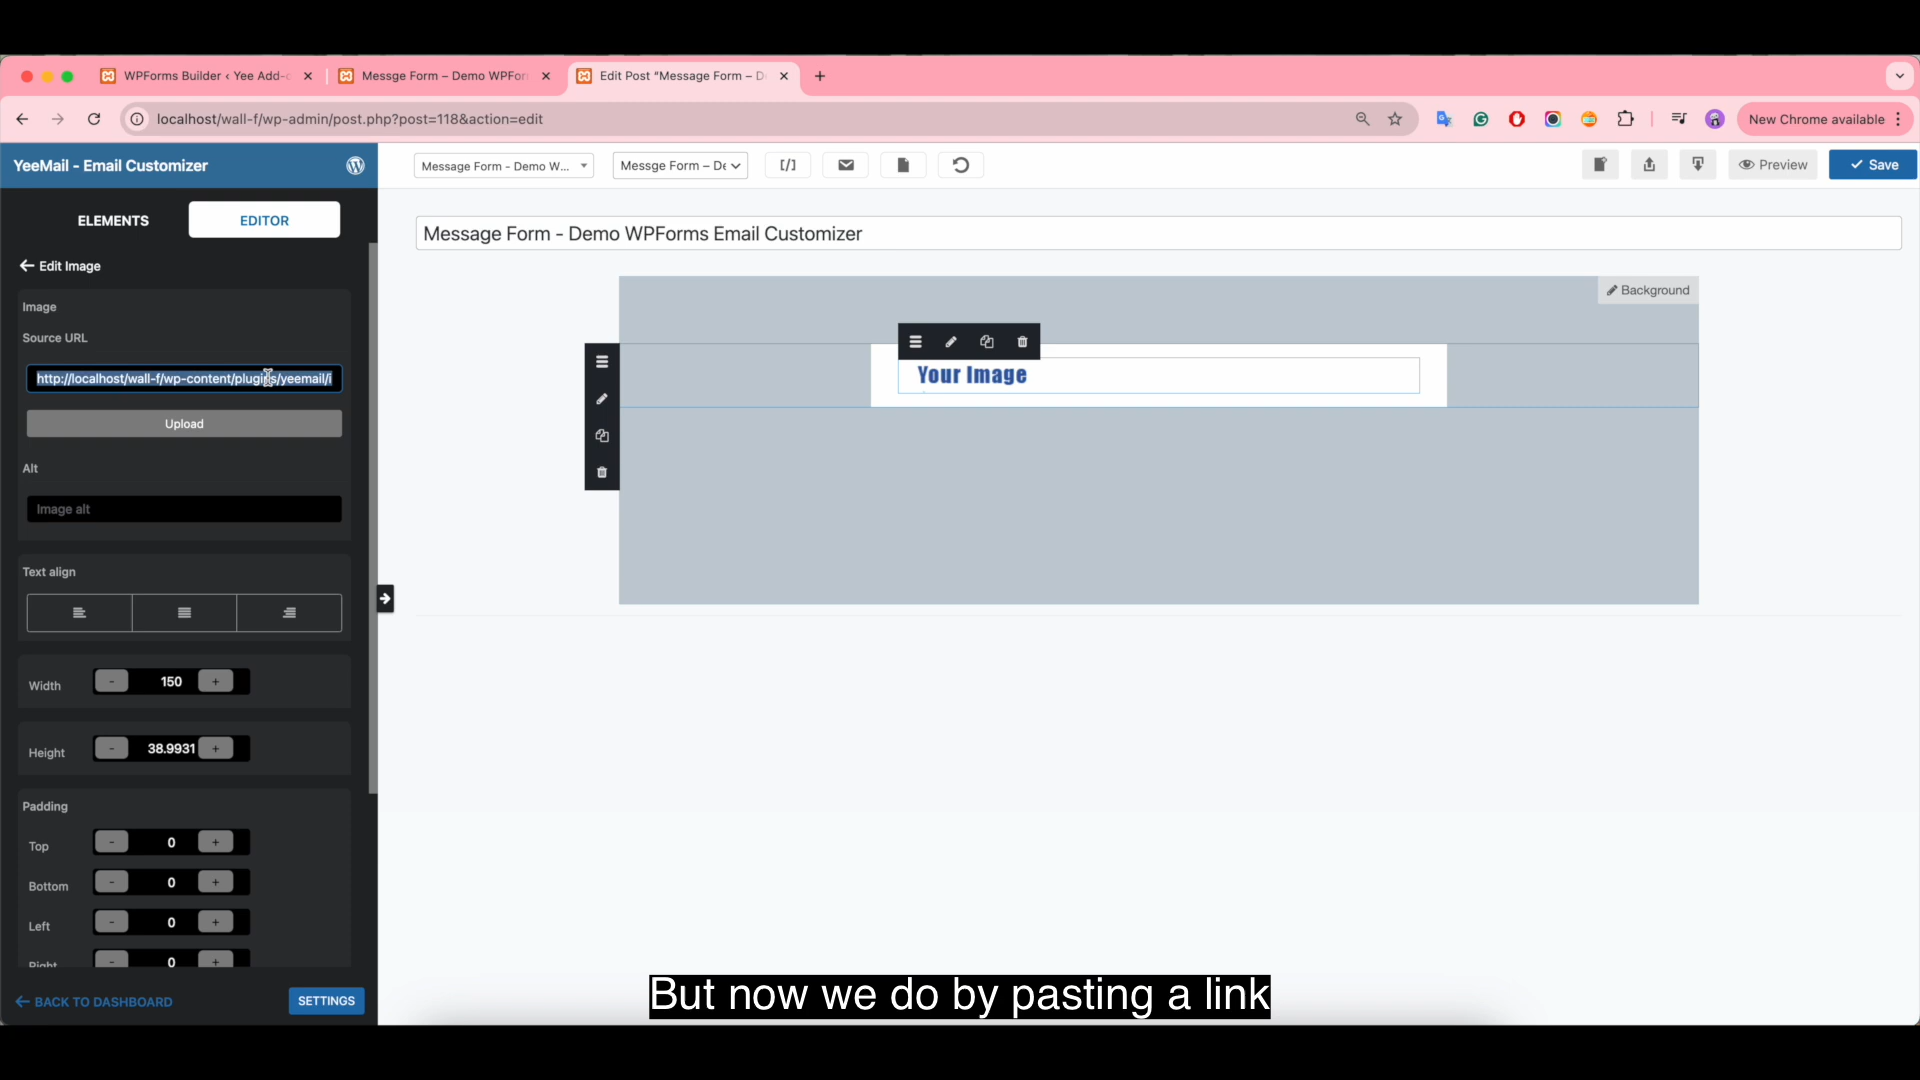 WPForms Builder ‹ Yee Add-
Messge Form – Demo WPFor
Edit Post “Message Form – D
localhost/wall-f/wp-admin/post.php?post=118&action=edit
New Chrome available
YeeMail - Email Customizer
Message Form - Demo W...
Messge Form – De
[/]
Preview
Save
ELEMENTS
EDITOR
Message Form - Demo WPForms Email Customizer
Edit Image
Background
Image
Source URL
http://localhost/wall-f/wp-content/plugins/yeemail/i
Your Image
Upload
Alt
Image alt
Text align
Width - 150 +
Height - 38.9931 +
Padding
Top - 0 +
Bottom - 0 +
Left - 0 +
Right - 0 +
BACK TO DASHBOARD
SETTINGS
But now we do by pasting a link